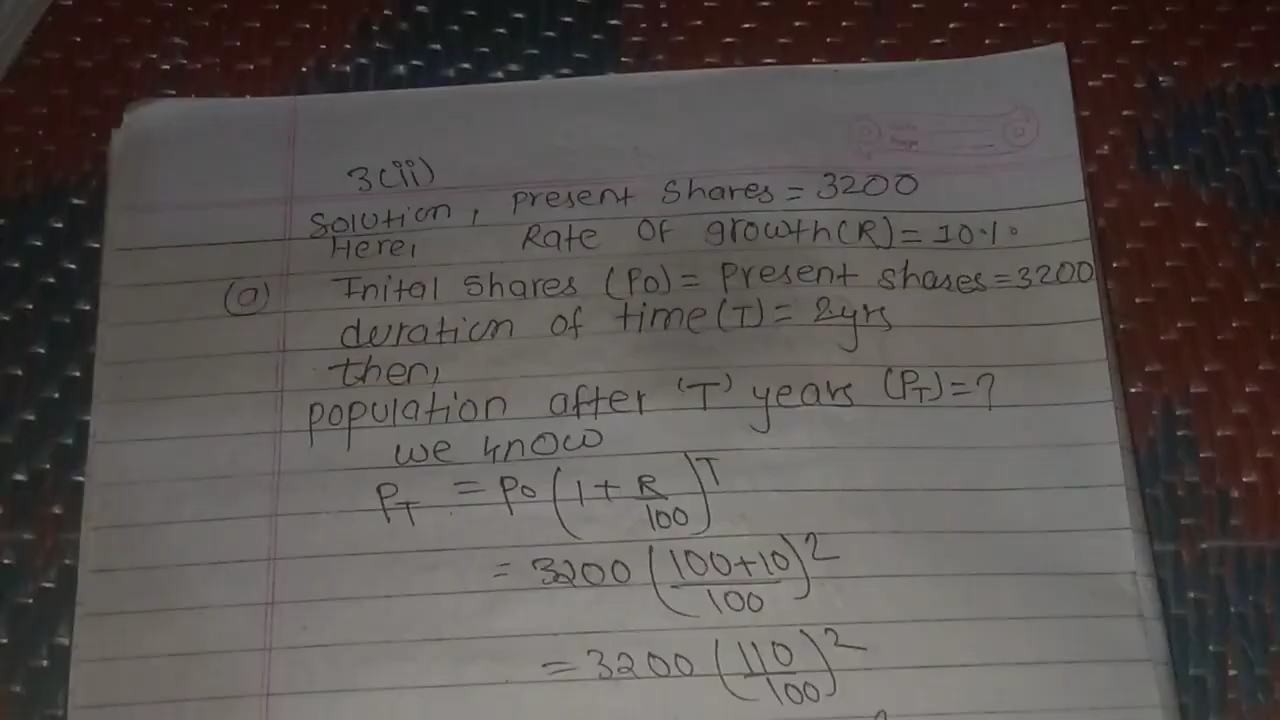 3(ii)
Solution, present shares = 3200
Here, Rate of growth(R) = 10%
(a) Inital shares (Po) = present shases = 3200
duration of time(T) = 2yrs
then,
population after 'T' years (PT) = ?
we know
PT = Po (1 + R/100)^T
= 3200 (100+10/100)^2
= 3200 (110/100)^2